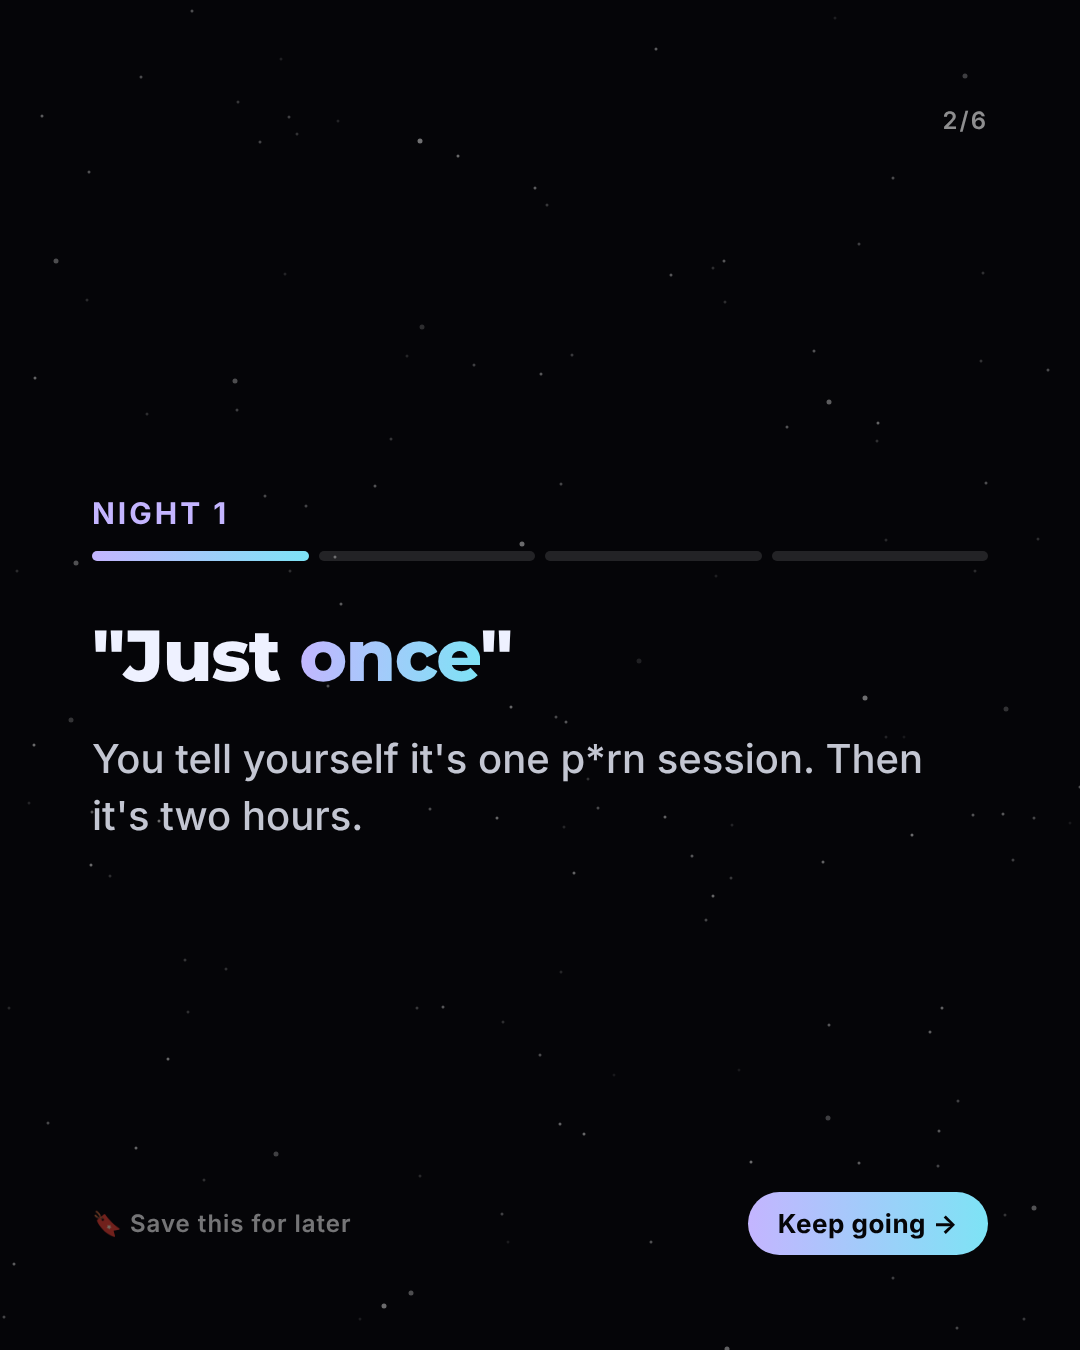 2/6
NIGHT 1
"Just once"
You tell yourself it's one p*rn session. Then
it's two hours.
🔖 Save this for later
Keep going →